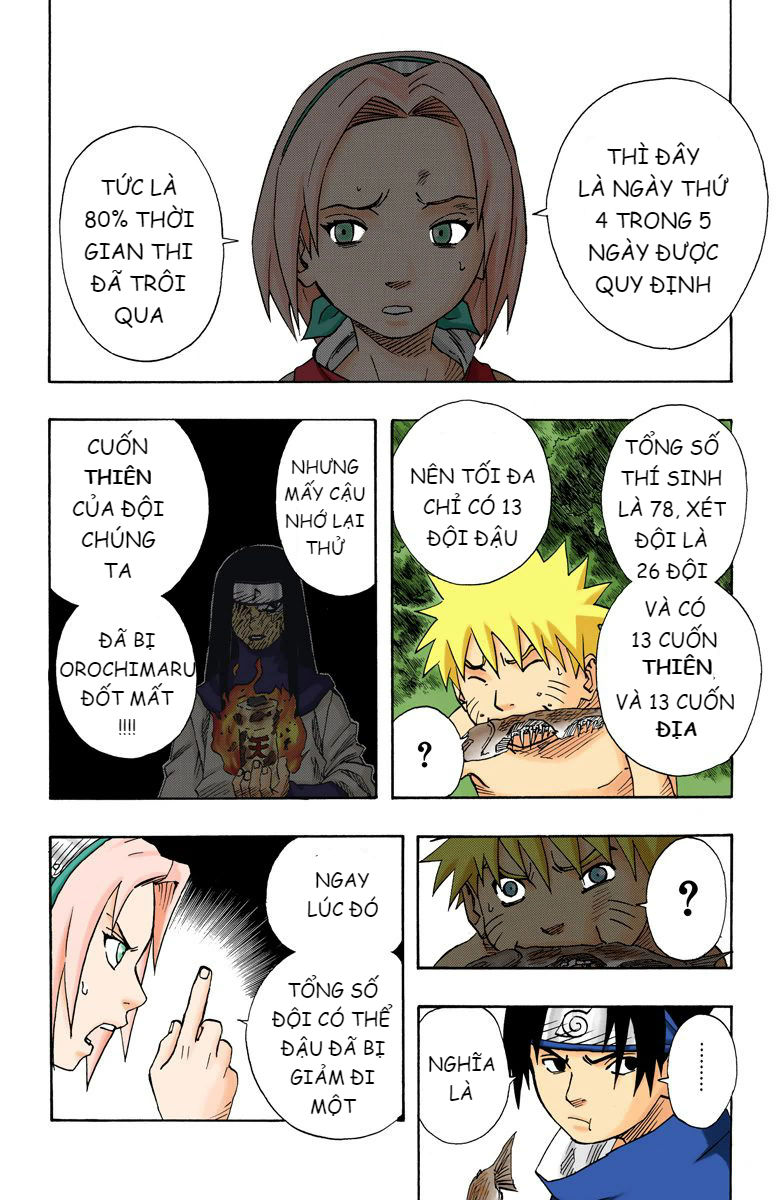 THÌ ĐÂY
LÀ NGÀY THỨ
4 TRONG 5
NGÀY ĐƯỢC
QUY ĐỊNH
TỨC LÀ
80% THỜI
GIAN THI
ĐÃ TRÔI
QUA
TỔNG SỐ
THÍ SINH
LÀ 78, XÉT
ĐỘI LÀ
26 ĐỘI
VÀ CÓ
13 CUỐN
THIÊN,
VÀ 13 CUỐN
ĐỊA
NÊN TỐI ĐA
CHỈ CÓ 13
ĐỘI ĐẬU
?
NHƯNG
MẤY CẬU
NHỚ LẠI
THỬ
CUỐN
THIÊN
CỦA ĐỘI
CHÚNG
TA
ĐÃ BỊ
OROCHIMARU
ĐỐT MẤT
!!!!
天
?
NGAY
LÚC ĐÓ
TỔNG SỐ
ĐỘI CÓ THỂ
ĐẬU ĐÃ BỊ
GIẢM ĐI
MỘT
........
NGHĨA
LÀ